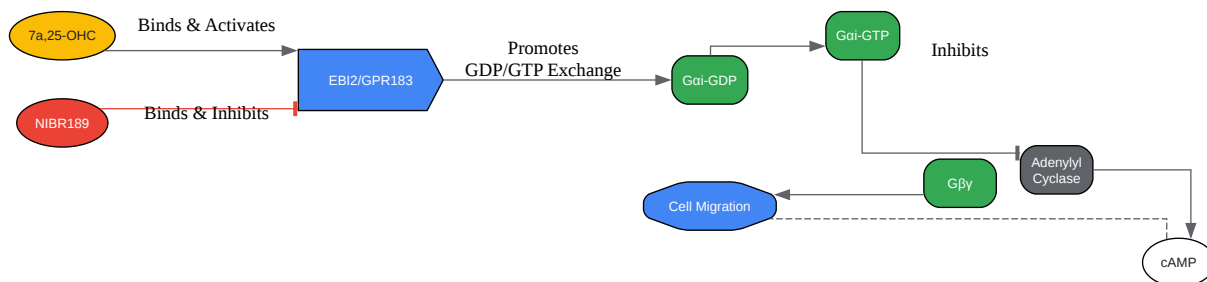 7a,25-OHC
Binds & Activates
NIBR189
Binds & Inhibits
EBI2/GPR183
Promotes
GDP/GTP Exchange
Gαi-GDP
Gαi-GTP
Inhibits
Adenylyl
Cyclase
Gβγ
Cell Migration
cAMP